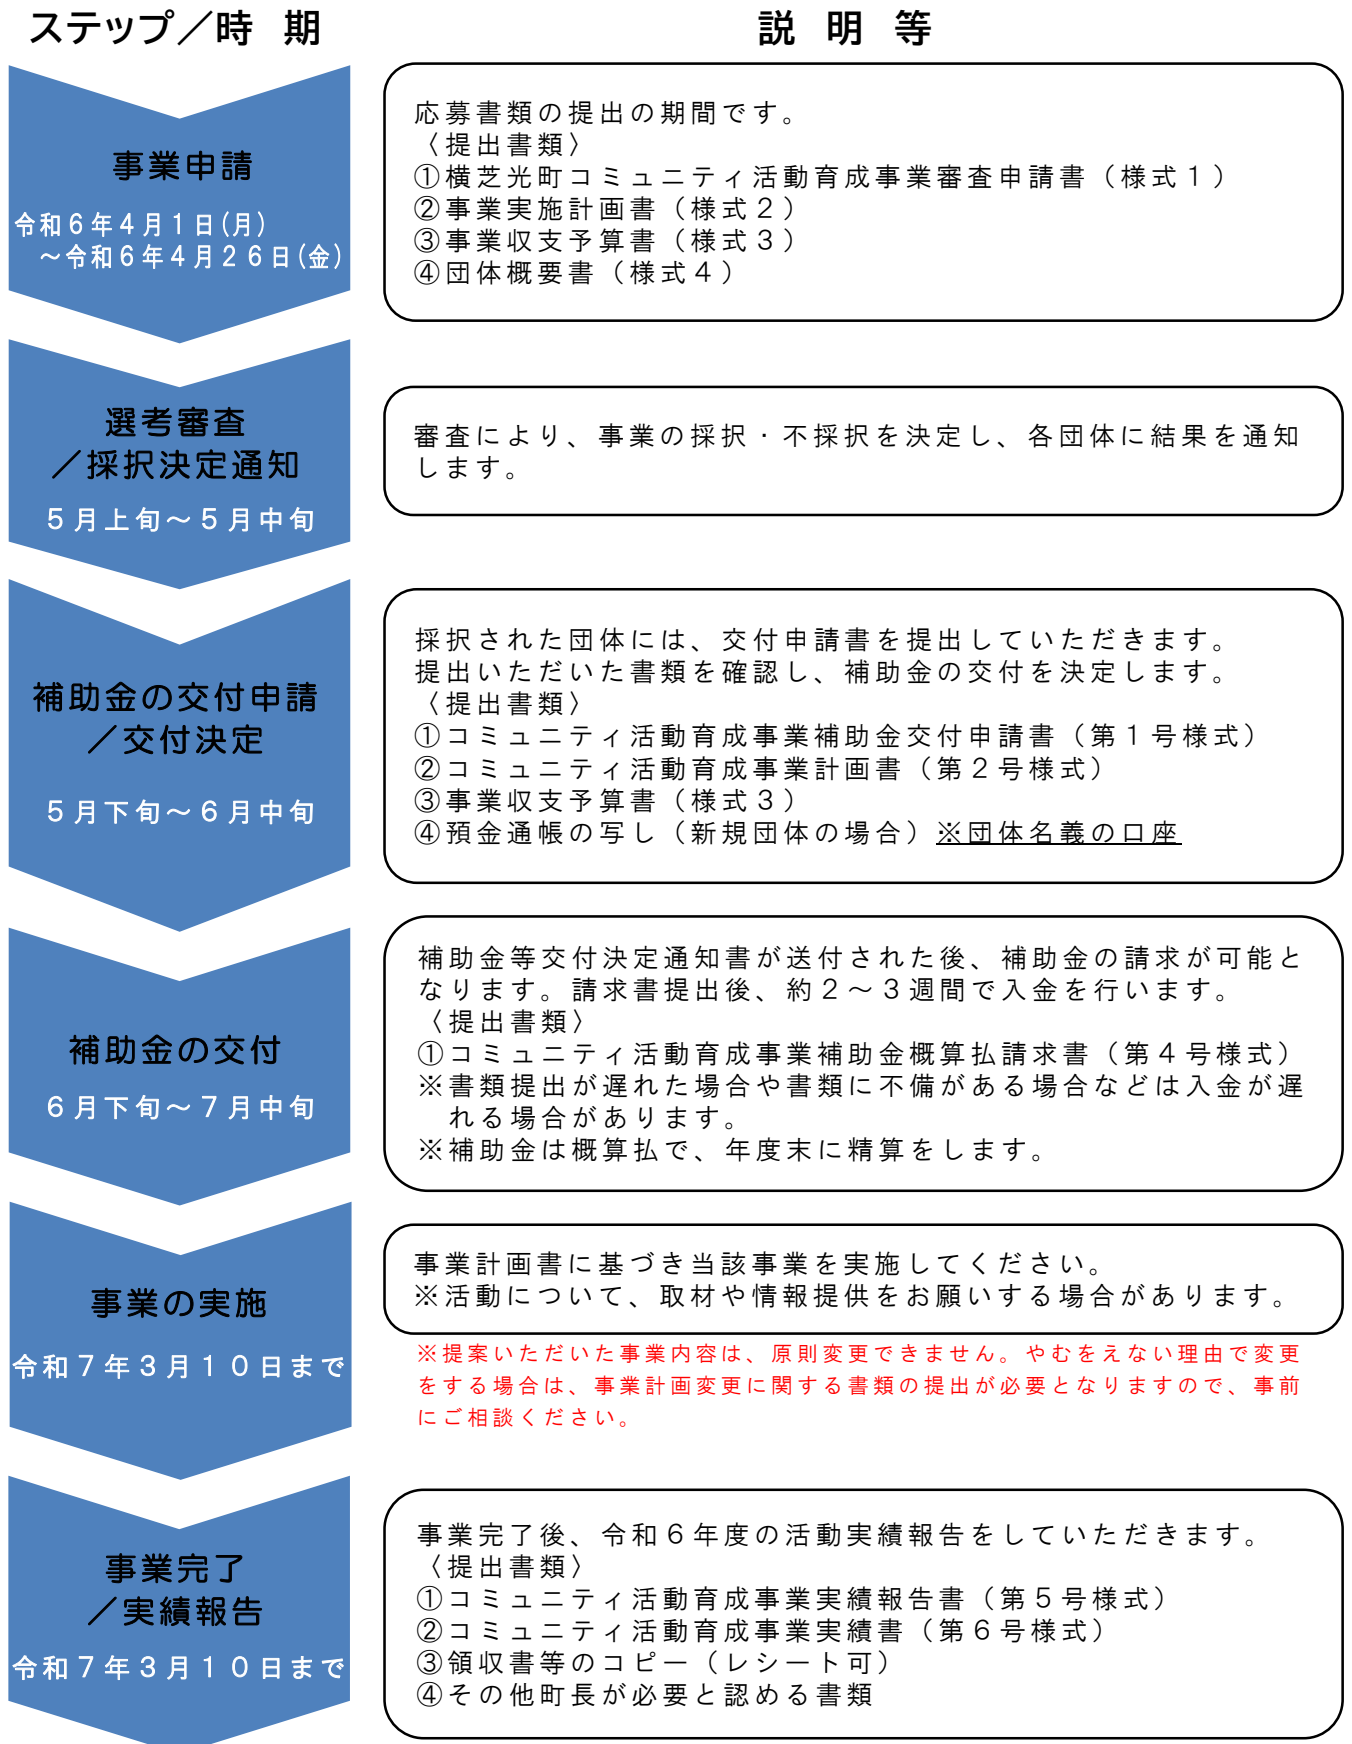 ステップ／時　期
説　明　等
事業申請
令和６年４月１日(月)
～令和６年４月２６日(金)
応募書類の提出の期間です。
〈提出書類〉
①横芝光町コミュニティ活動育成事業審査申請書（様式１）
②事業実施計画書（様式２）
③事業収支予算書（様式３）
④団体概要書（様式４）
選考審査
／採択決定通知
５月上旬～５月中旬
審査により、事業の採択・不採択を決定し、各団体に結果を通知
します。
補助金の交付申請
／交付決定
５月下旬～６月中旬
採択された団体には、交付申請書を提出していただきます。
提出いただいた書類を確認し、補助金の交付を決定します。
〈提出書類〉
①コミュニティ活動育成事業補助金交付申請書（第１号様式）
②コミュニティ活動育成事業計画書（第２号様式）
③事業収支予算書（様式３）
④預金通帳の写し（新規団体の場合）※団体名義の口座
補助金の交付
６月下旬～７月中旬
補助金等交付決定通知書が送付された後、補助金の請求が可能と
なります。請求書提出後、約２～３週間で入金を行います。
〈提出書類〉
①コミュニティ活動育成事業補助金概算払請求書（第４号様式）
※書類提出が遅れた場合や書類に不備がある場合などは入金が遅
れる場合があります。
※補助金は概算払で、年度末に精算をします。
事業の実施
令和７年３月１０日まで
事業計画書に基づき当該事業を実施してください。
※活動について、取材や情報提供をお願いする場合があります。
※提案いただいた事業内容は、原則変更できません。やむをえない理由で変更
をする場合は、事業計画変更に関する書類の提出が必要となりますので、事前
にご相談ください。
事業完了
／実績報告
令和７年３月１０日まで
事業完了後、令和６年度の活動実績報告をしていただきます。
〈提出書類〉
①コミュニティ活動育成事業実績報告書（第５号様式）
②コミュニティ活動育成事業実績書（第６号様式）
③領収書等のコピー（レシート可）
④その他町長が必要と認める書類